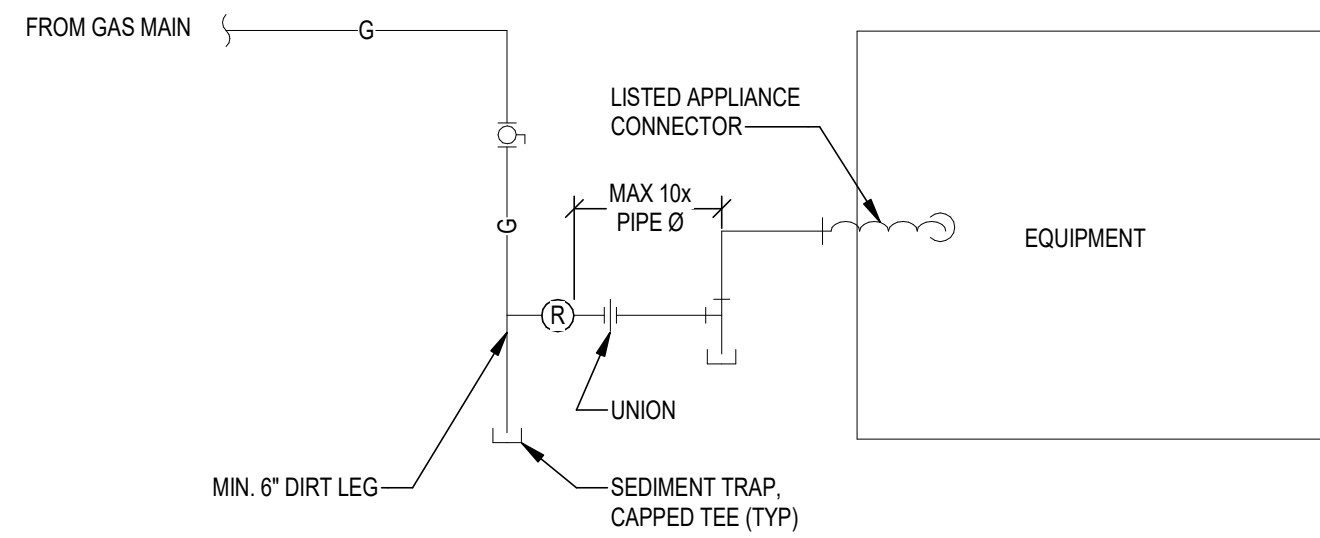 FROM GAS MAIN
G
LISTED APPLIANCE
CONNECTOR
MAX 10x
PIPE Ø
G
EQUIPMENT
R
UNION
MIN. 6" DIRT LEG
SEDIMENT TRAP,
CAPPED TEE (TYP)